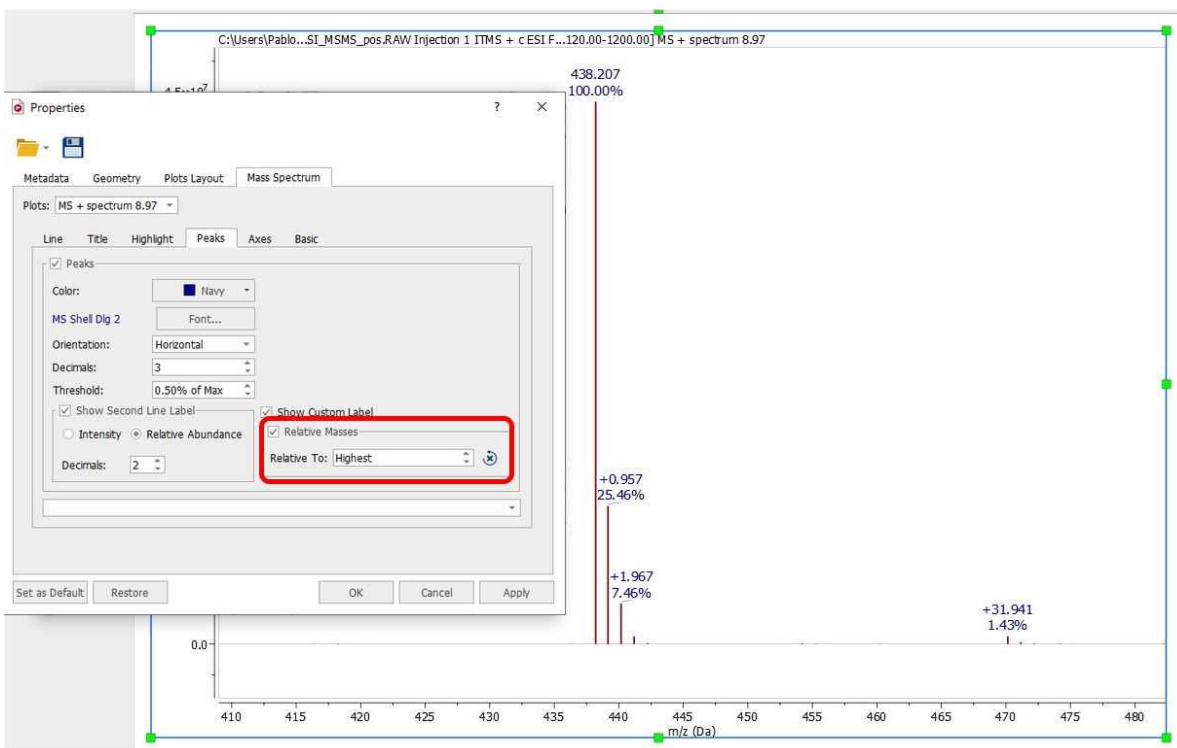 C:\Users\Pablo...SI_MSMS_pos.RAW Injection 1 ITMS + c ESI F...120.00-1200.00] MS + spectrum 8.97
438.207
100.00%
Properties
?
Metadata Geometry Plots Layout Mass Spectrum
Plots: MS + spectrum 8.97
Line Title Highlight Peaks Axes Basic
Peaks
Color: Navy
MS Shell Dlg 2 Font...
Orientation: Horizontal
Decimals: 3
Threshold: 0.50% of Max
Show Second Line Label
Show Custom Label
Intensity Relative Abundance
Relative Masses
Decimals: 2
Relative To: Highest
Set as Default Restore OK Cancel Apply
+0.957
25.46%
+1.967
7.46%
+31.941
1.43%
0.0
410 415 420 425 430 435 440 445 450 455 460 465 470 475 480
m/z (Da)